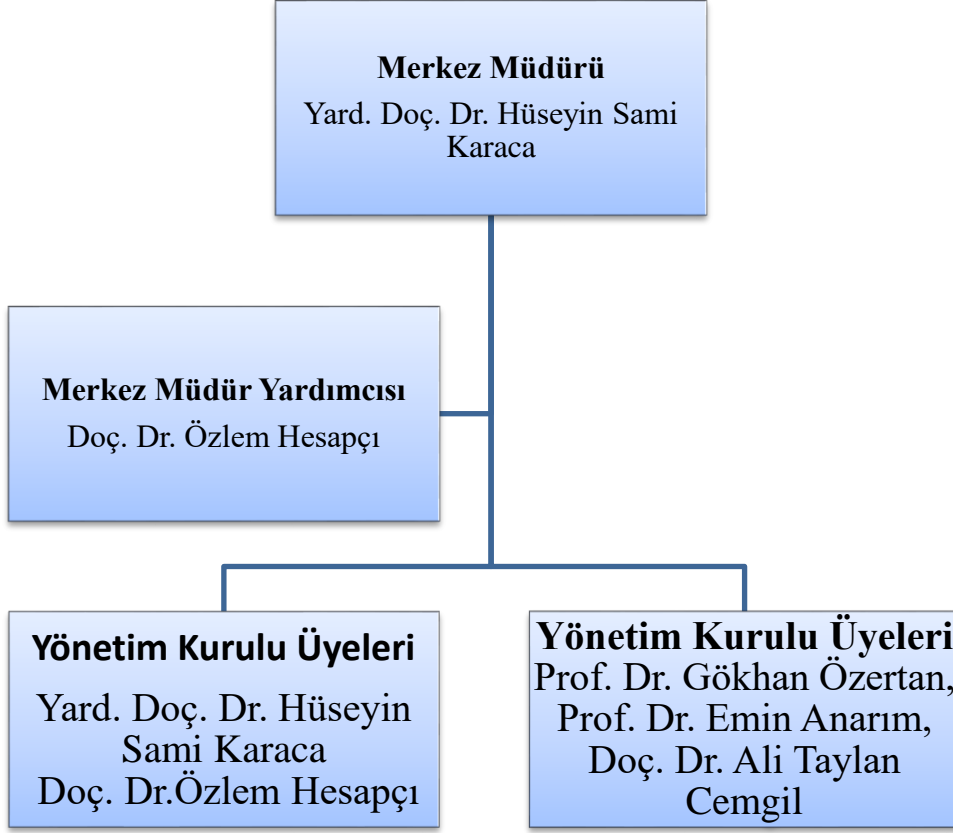 Merkez Müdürü
Yard. Doç. Dr. Hüseyin Sami
Karaca
Merkez Müdür Yardımcısı
Doç. Dr. Özlem Hesapçı
Yönetim Kurulu Üyeleri
Yard. Doç. Dr. Hüseyin
Sami Karaca
Doç. Dr.Özlem Hesapçı
Yönetim Kurulu Üyeleri
Prof. Dr. Gökhan Özertan,
Prof. Dr. Emin Anarım,
Doç. Dr. Ali Taylan
Cemgil